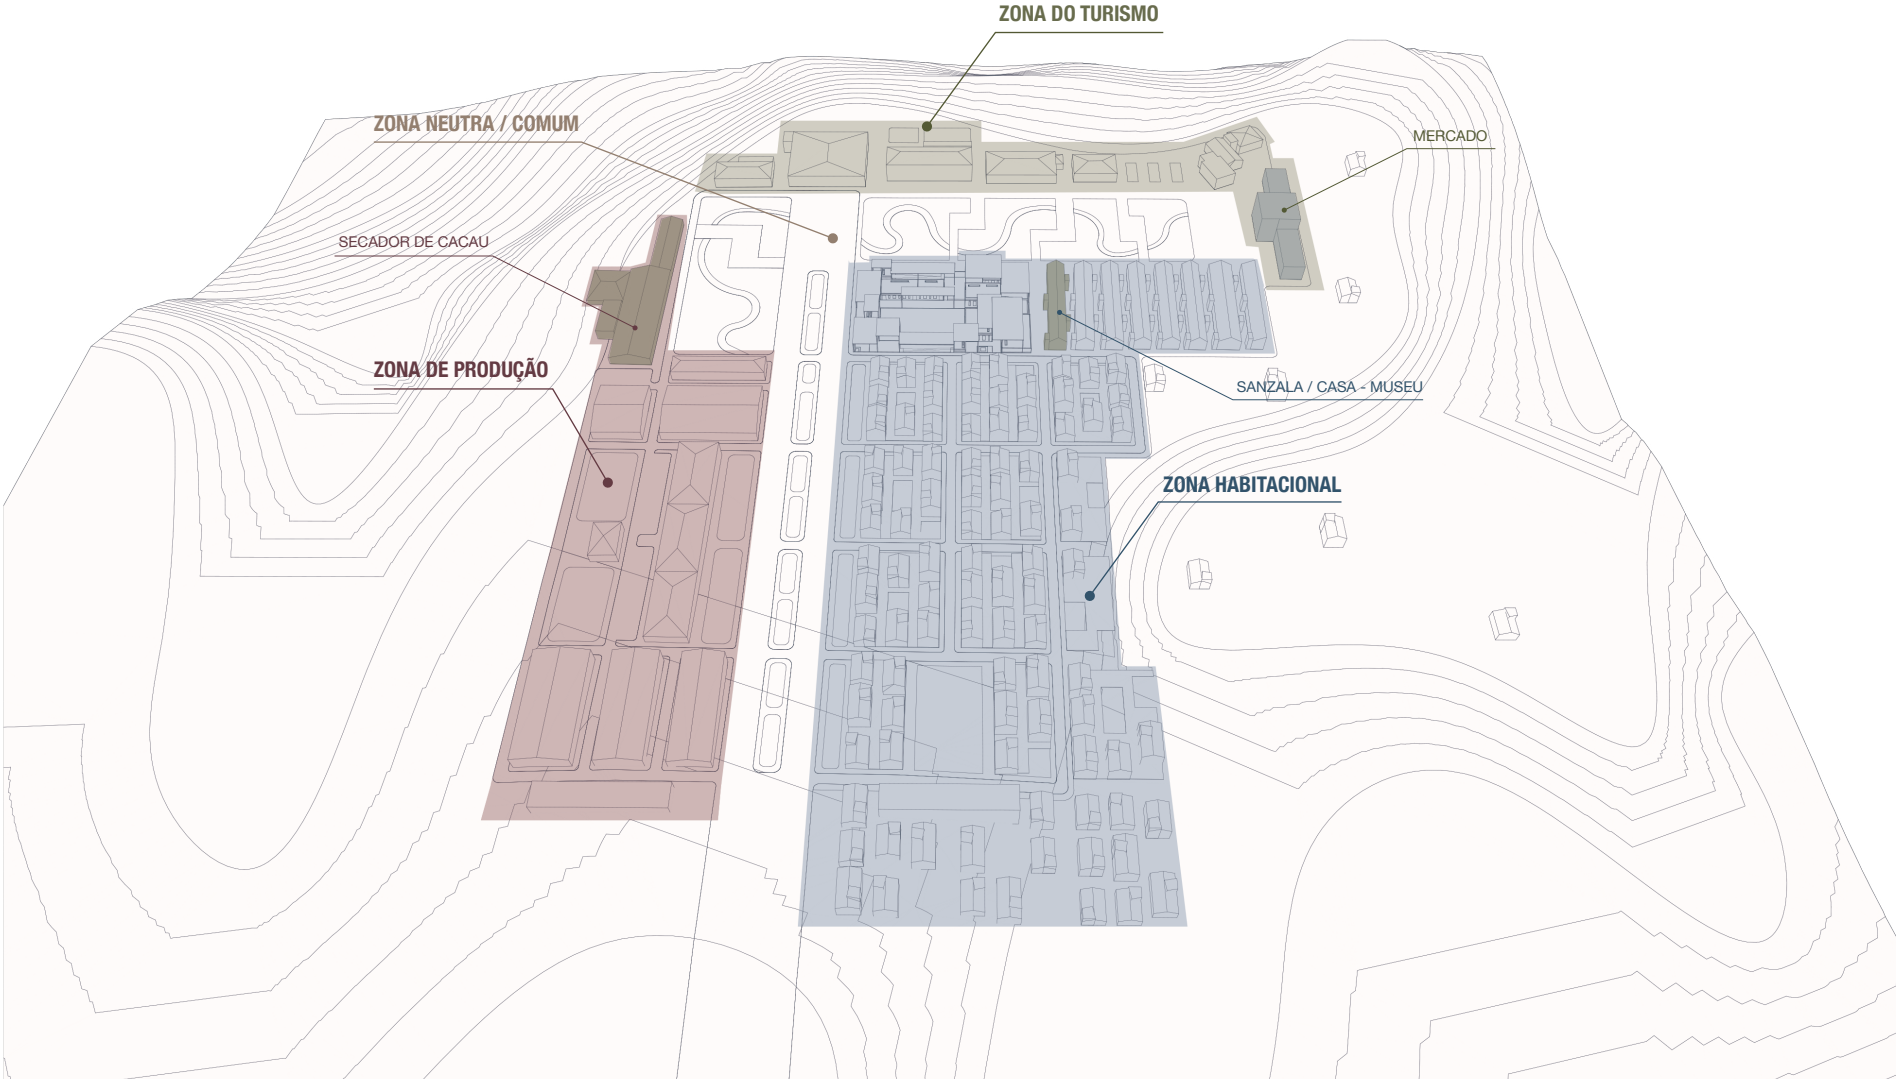 ZONA DO TURISMO
ZONA NEUTRA / COMUM
MERCADO
SECADOR DE CACAU
ZONA DE PRODUÇÃO
SANZALA / CASA - MUSEU
ZONA HABITACIONAL